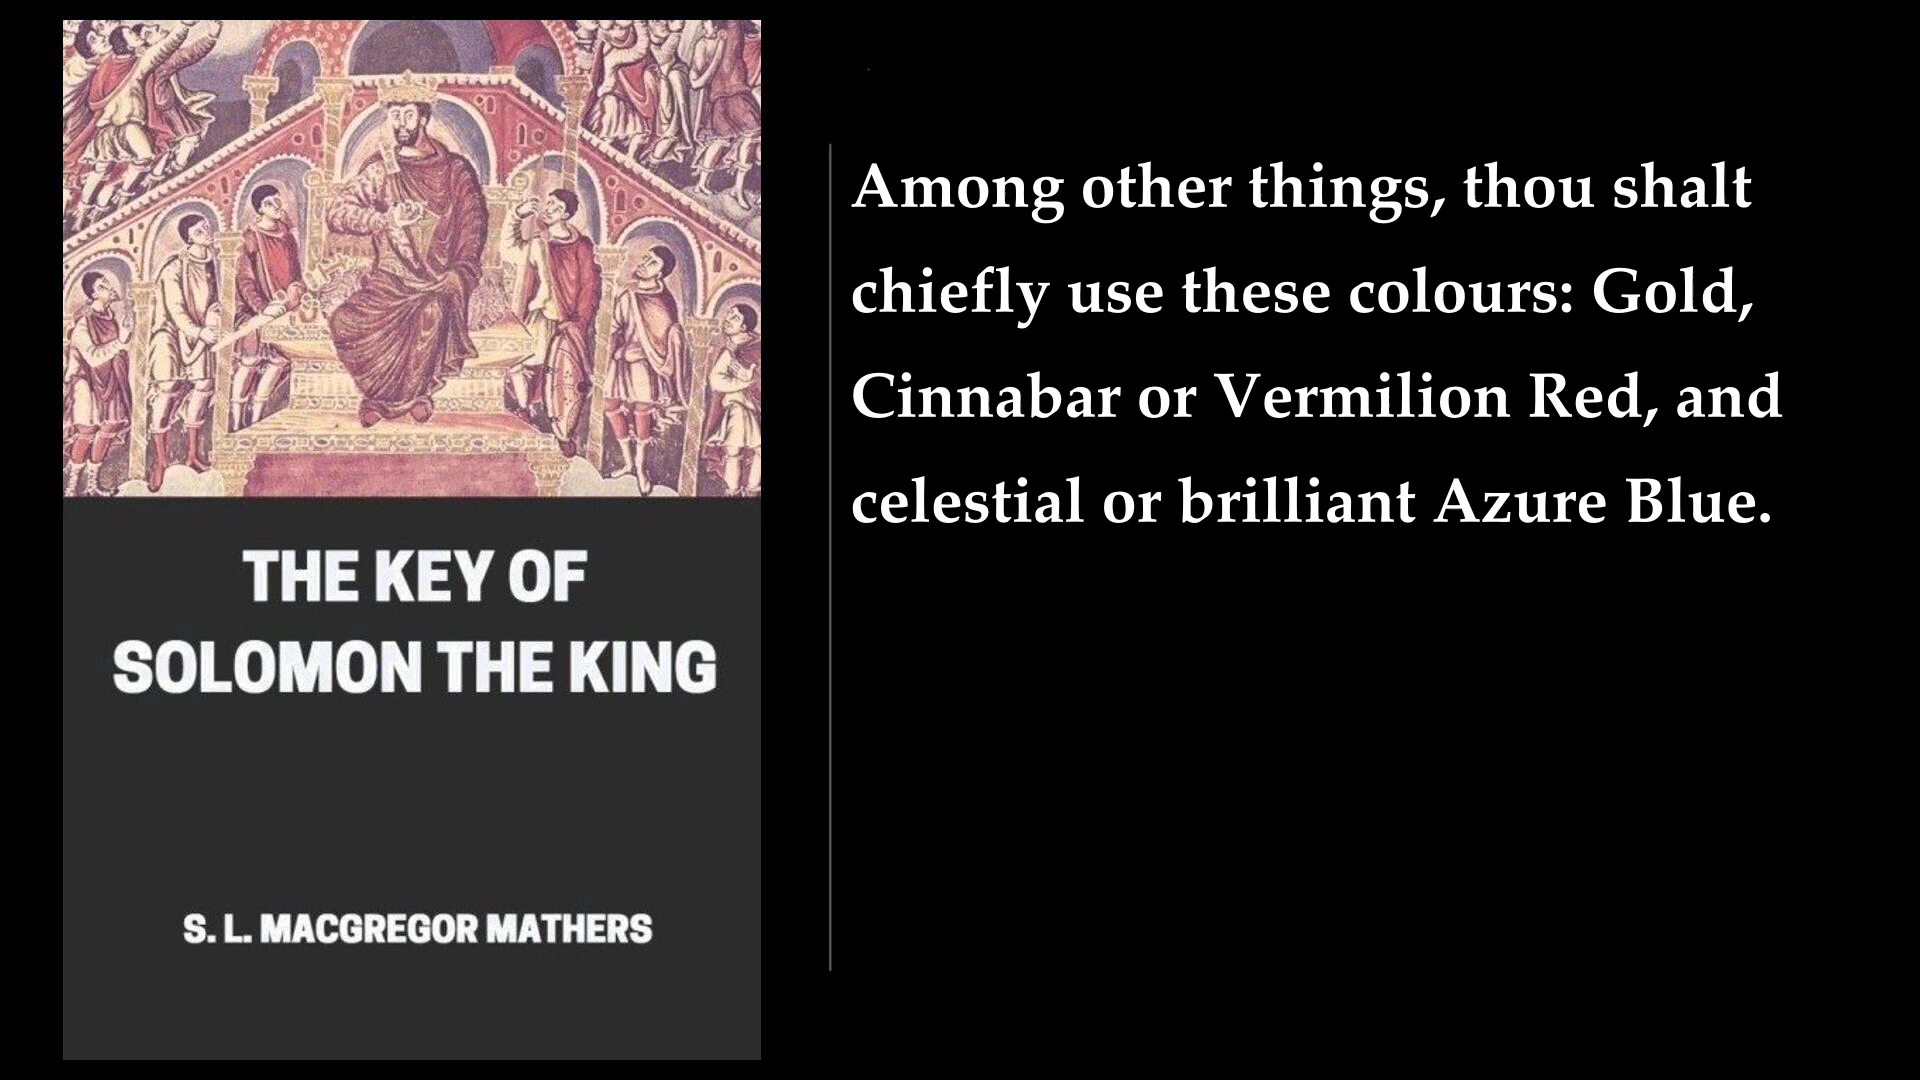 THE KEY OF
SOLOMON THE KING
S. L. MACGREGOR MATHERS
Among other things, thou shalt
chiefly use these colours: Gold,
Cinnabar or Vermilion Red, and
celestial or brilliant Azure Blue.